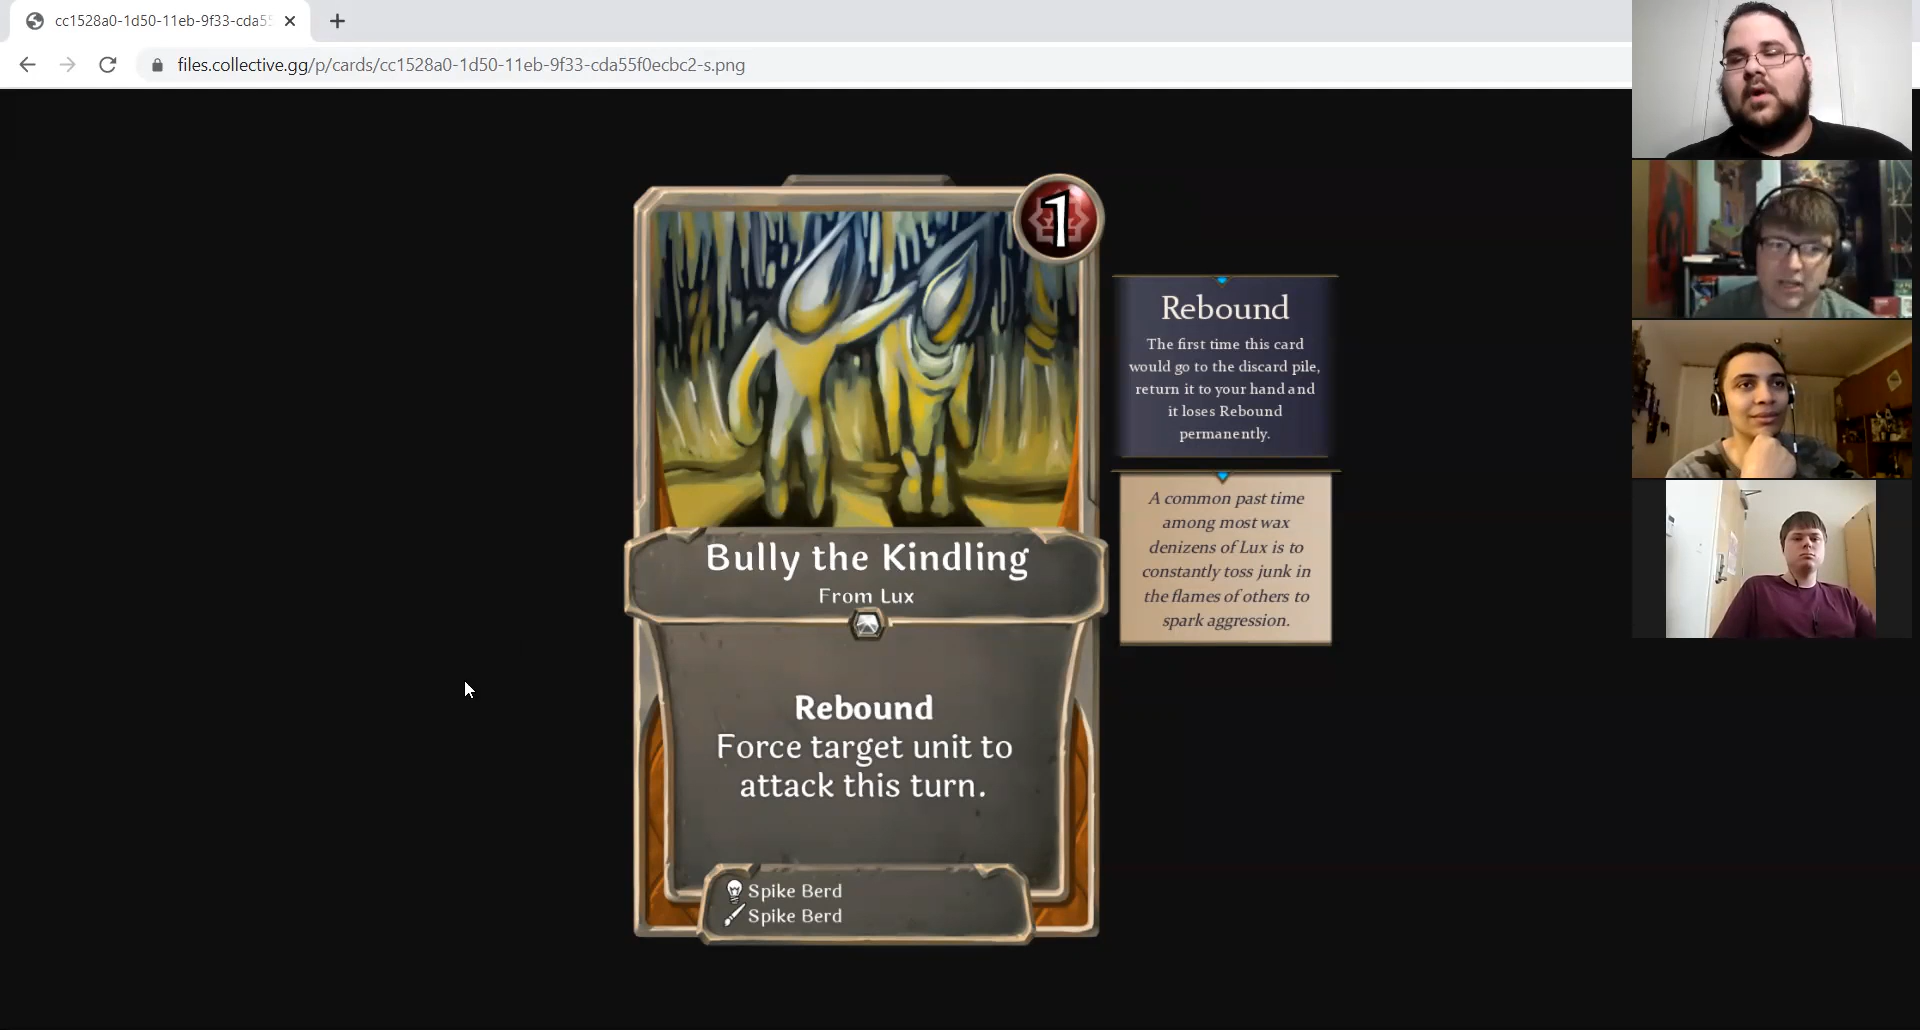 cc1528a0-1d50-11eb-9f33-cda55
files.collective.gg/p/cards/cc1528a0-1d50-11eb-9f33-cda55f0ecbc2-s.png
1
Rebound
The first time this card
would go to the discard pile,
return it to your hand and
it loses Rebound
permanently.
A common past time
among most wax
denizens of Lux is to
constantly toss junk in
the flames of others to
spark aggression.
Bully the Kindling
From Lux
Rebound
Force target unit to
attack this turn.
Spike Berd
Spike Berd